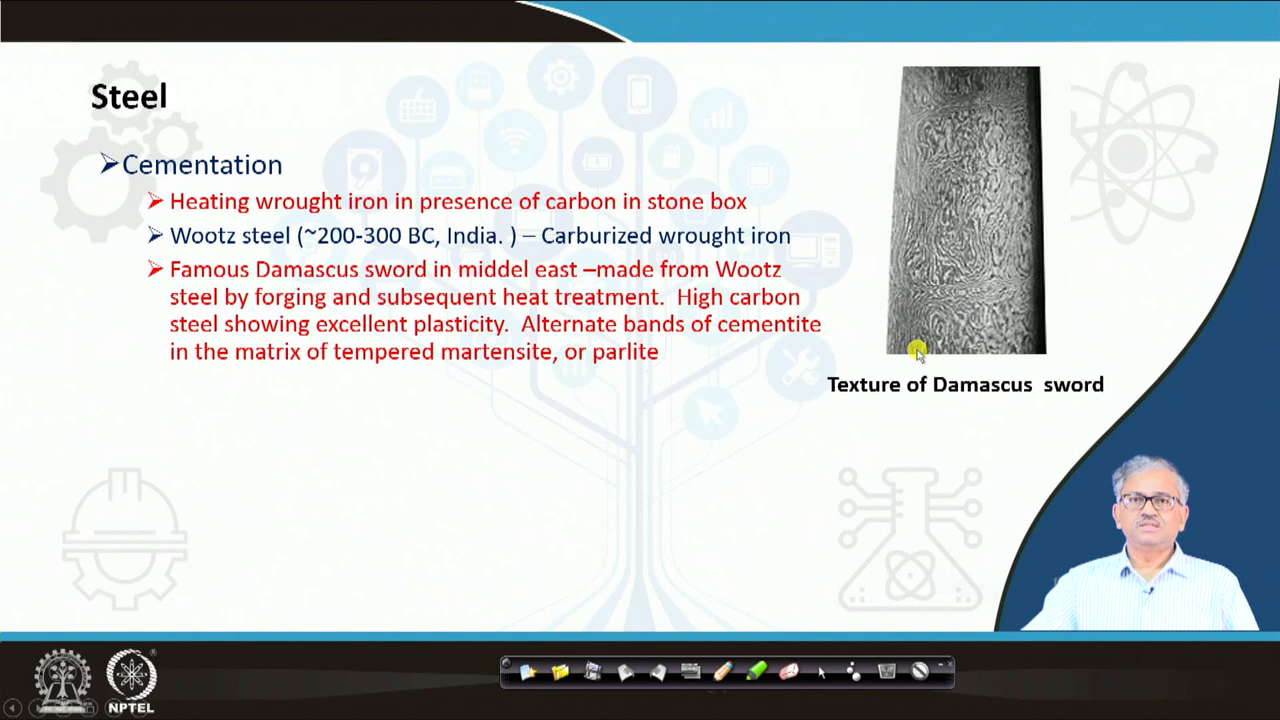 Steel
Cementation
Heating wrought iron in presence of carbon in stone box
Wootz steel (~200-300 BC, India. ) – Carburized wrought iron
Famous Damascus sword in middel east –made from Wootz
steel by forging and subsequent heat treatment. High carbon
steel showing excellent plasticity. Alternate bands of cementite
in the matrix of tempered martensite, or parlite
Texture of Damascus sword
NPTEL